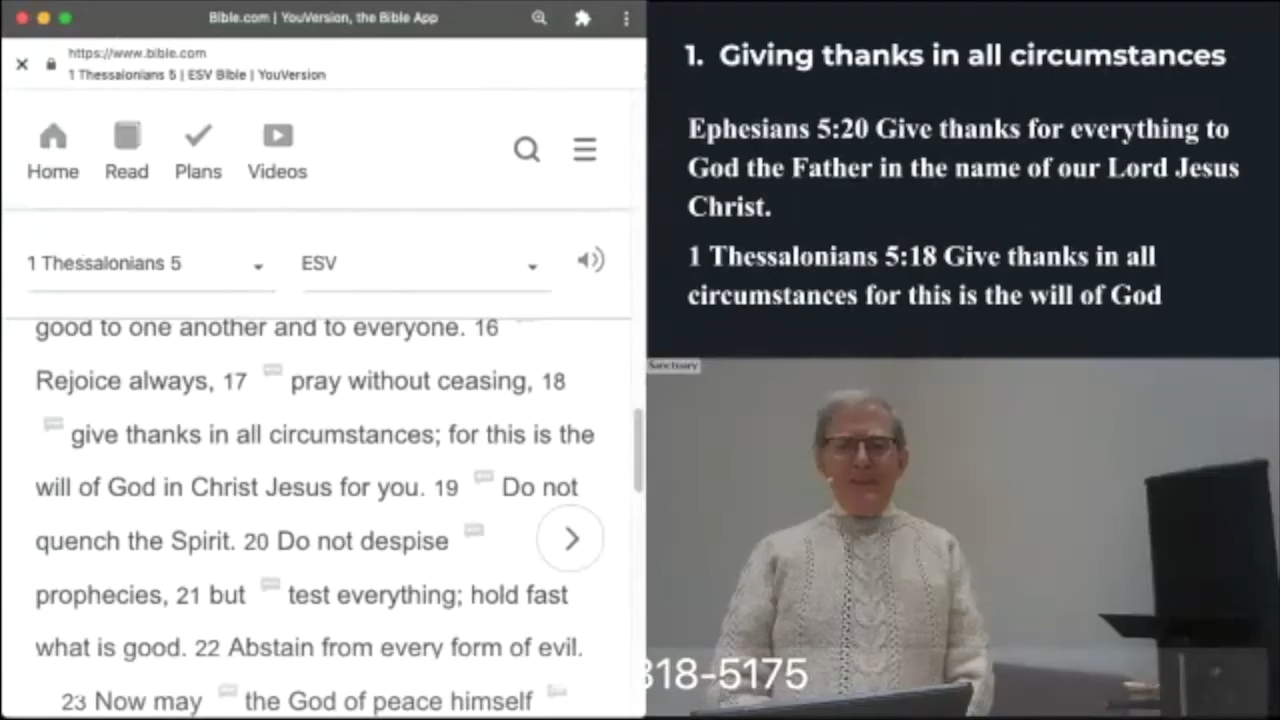 Bible.com | YouVersion, the Bible App
https://www.bible.com
1 Thessalonians 5 | ESV Bible | YouVersion
Home Read Plans Videos
1 Thessalonians 5 ESV
good to one another and to everyone. 16
Rejoice always, 17 pray without ceasing, 18
give thanks in all circumstances; for this is the
will of God in Christ Jesus for you. 19 Do not
quench the Spirit. 20 Do not despise
prophecies, 21 but test everything; hold fast
what is good. 22 Abstain from every form of evil.
23 Now may the God of peace himself
1. Giving thanks in all circumstances
Ephesians 5:20 Give thanks for everything to
God the Father in the name of our Lord Jesus
Christ.
1 Thessalonians 5:18 Give thanks in all
circumstances for this is the will of God
Sanctuary
318-5175